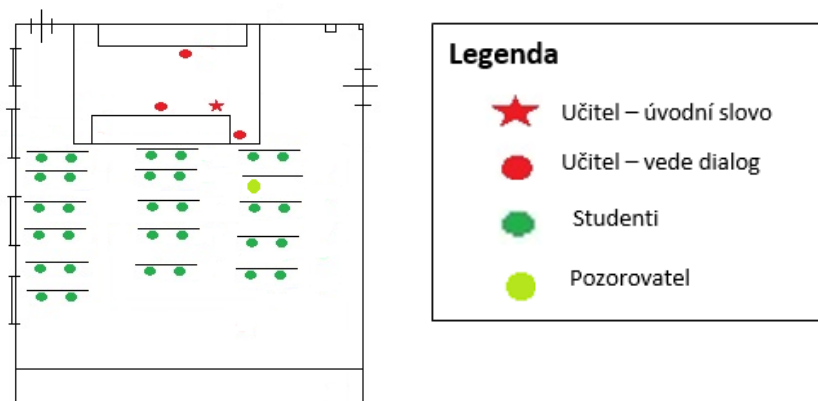 Legenda
Učitel – úvodní slovo
Učitel – vede dialog
Studenti
Pozorovatel